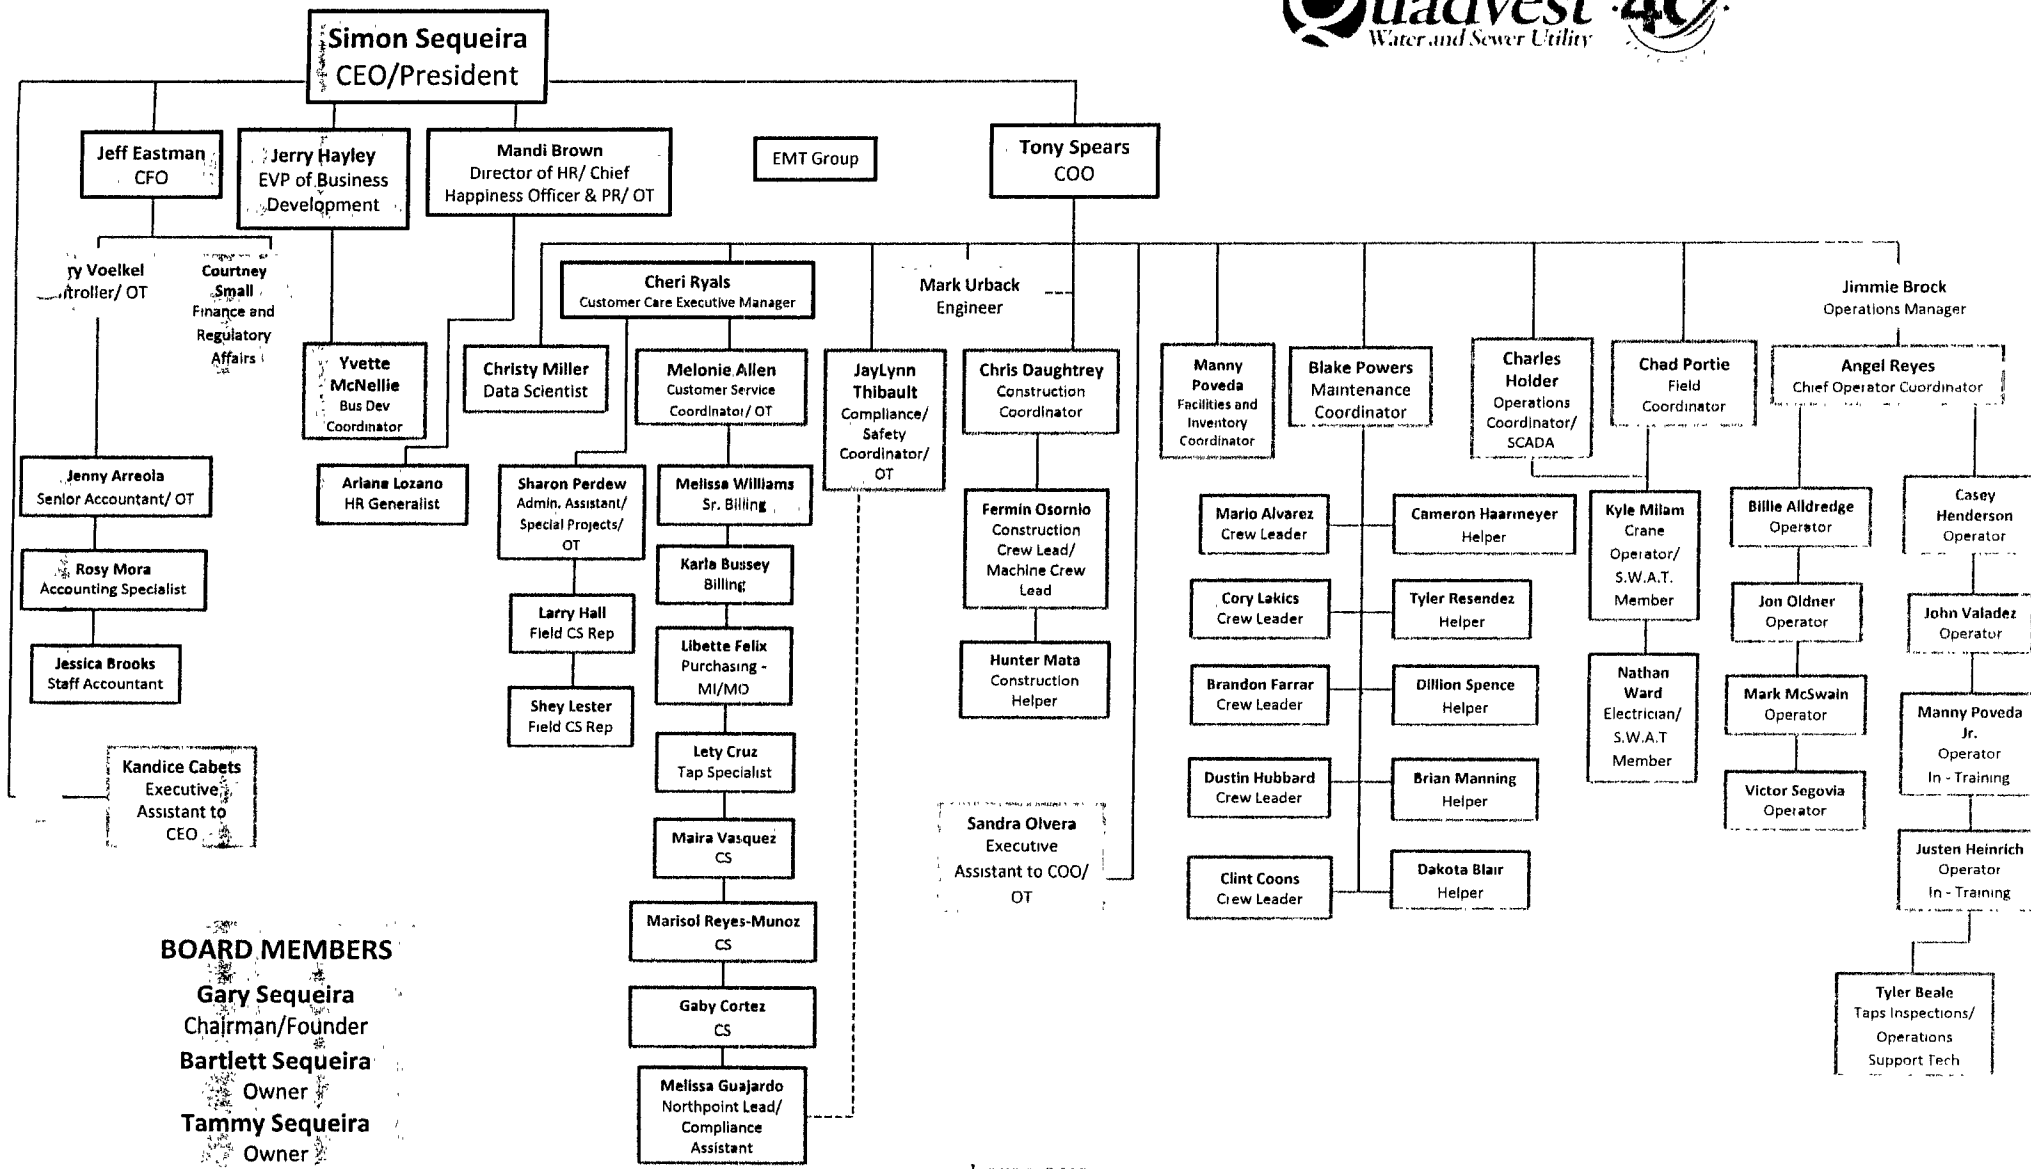 Quadvest 40
Water and Sewer Utility
Simon Sequeira
CEO/President
Jeff Eastman
CFO
Jerry Hayley
EVP of Business
Development
Mandi Brown
Director of HR/ Chief
Happiness Officer & PR/ OT
EMT Group
Tony Spears
COO
ry Voelkel
ntroller/ OT
Courtney
Small
Finance and
Regulatory
Affairs
Cheri Ryals
Customer Care Executive Manager
Mark Urback
Engineer
Jimmie Brock
Operations Manager
Yvette
McNellie
Bus Dev
Coordinator
Christy Miller
Data Scientist
Melonie Allen
Customer Service
Coordinator/ OT
JayLynn
Thibault
Compliance/
Safety
Coordinator/
OT
Chris Daughtrey
Construction
Coordinator
Manny
Poveda
Facilities and
Inventory
Coordinator
Blake Powers
Maintenance
Coordinator
Charles
Holder
Operations
Coordinator/
SCADA
Chad Portie
Field
Coordinator
Angel Reyes
Chief Operator Coordinator
Jenny Arreola
Senior Accountant/ OT
Rosy Mora
Accounting Specialist
Jessica Brooks
Staff Accountant
Kandice Cabets
Executive
Assistant to
CEO
Ariana Lozano
HR Generalist
Sharon Perdew
Admin. Assistant/
Special Projects/
OT
Larry Hall
Field CS Rep
Shey Lester
Field CS Rep
Melissa Williams
Sr. Billing
Karla Bussey
Billing
Libette Felix
Purchasing -
MI/MO
Lety Cruz
Tap Specialist
Maira Vasquez
CS
Marisol Reyes-Munoz
CS
Gaby Cortez
CS
Melissa Guajardo
Northpoint Lead/
Compliance
Assistant
Fermin Osornio
Construction
Crew Lead/
Machine Crew
Lead
Hunter Mata
Construction
Helper
Sandra Olvera
Executive
Assistant to COO/
OT
Mario Alvarez
Crew Leader
Cameron Haarmeyer
Helper
Cory Lakics
Crew Leader
Tyler Resendez
Helper
Brandon Farrar
Crew Leader
Dillion Spence
Helper
Dustin Hubbard
Crew Leader
Brian Manning
Helper
Clint Coons
Crew Leader
Dakota Blair
Helper
Kyle Milam
Crane
Operator/
S.W.A.T.
Member
Nathan
Ward
Electrician/
S.W.A.T
Member
Billie Alldredge
Operator
Jon Oldner
Operator
Mark McSwain
Operator
Victor Segovia
Operator
Casey
Henderson
Operator
John Valadez
Operator
Manny Poveda
Jr.
Operator
In - Training
Justen Heinrich
Operator
In - Training
Tyler Beale
Taps Inspections/
Operations
Support Tech
BOARD MEMBERS
Gary Sequeira
Chairman/Founder
Bartlett Sequeira
Owner
Tammy Sequeira
Owner